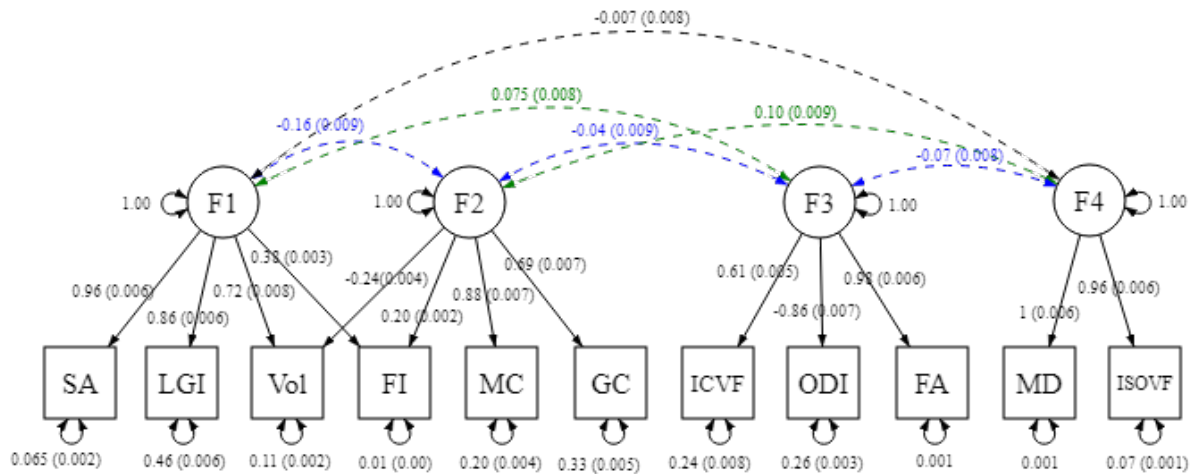 -0.007 (0.008)
0.075 (0.008)
0.10 (0.009)
-0.16 (0.009)
-0.04 (0.009)
-0.07 (0.008)
1.00
F1
1.00
F2
F3
1.00
F4
1.00
0.96 (0.006)
0.86 (0.006)
0.72 (0.008)
0.38 (0.003)
-0.24(0.004)
0.20 (0.002)
0.88 (0.007)
0.69 (0.007)
0.61 (0.005)
-0.86 (0.007)
0.98 (0.006)
1 (0.006)
0.96 (0.006)
SA
LGI
Vol
FI
MC
GC
ICVF
ODI
FA
MD
ISOVF
0.065 (0.002)
0.46 (0.006)
0.11 (0.002)
0.01 (0.00)
0.20 (0.004)
0.33 (0.005)
0.24 (0.008)
0.26 (0.003)
0.001
0.001
0.07 (0.001)